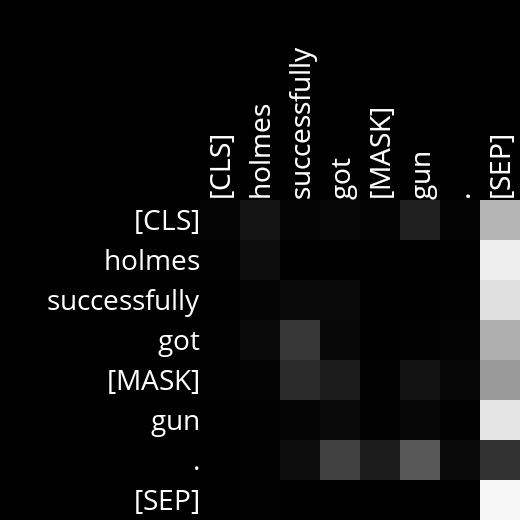 [CLS]
holmes
successfully
got
[MASK]
gun
.
[SEP]
[CLS]
holmes
successfully
got
[MASK]
gun
.
[SEP]